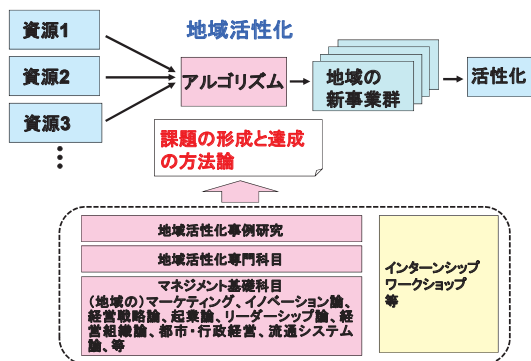 地域活性化
資源1
資源2
資源3
アルゴリズム
地域の
新事業群
活性化
課題の形成と達成
の方法論
地域活性化事例研究
地域活性化専門科目
マネジメント基礎科目
(地域の)マーケティング、イノベーション論、
経営戦略論、起業論、リーダーシップ論、経
営組織論、都市・行政経営、流通システム
論、等
インターンシップ
ワークショップ
等